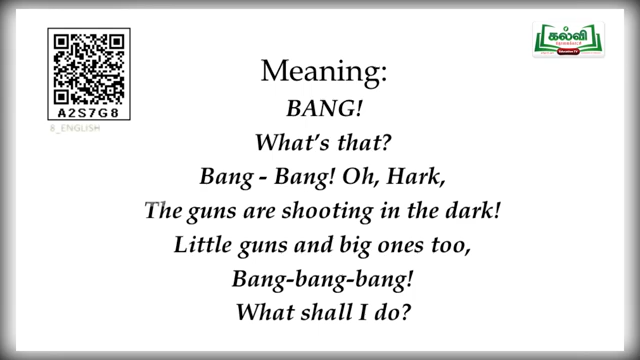 கல்வி
Meaning:
BANG!
A2S7G8
What's that?
8_ENGLISH
Bang - Bang! Oh, Hark,
The guns are shooting in the dark!
Little guns and big ones too,
Bang-bang-bang!
What shall I do?